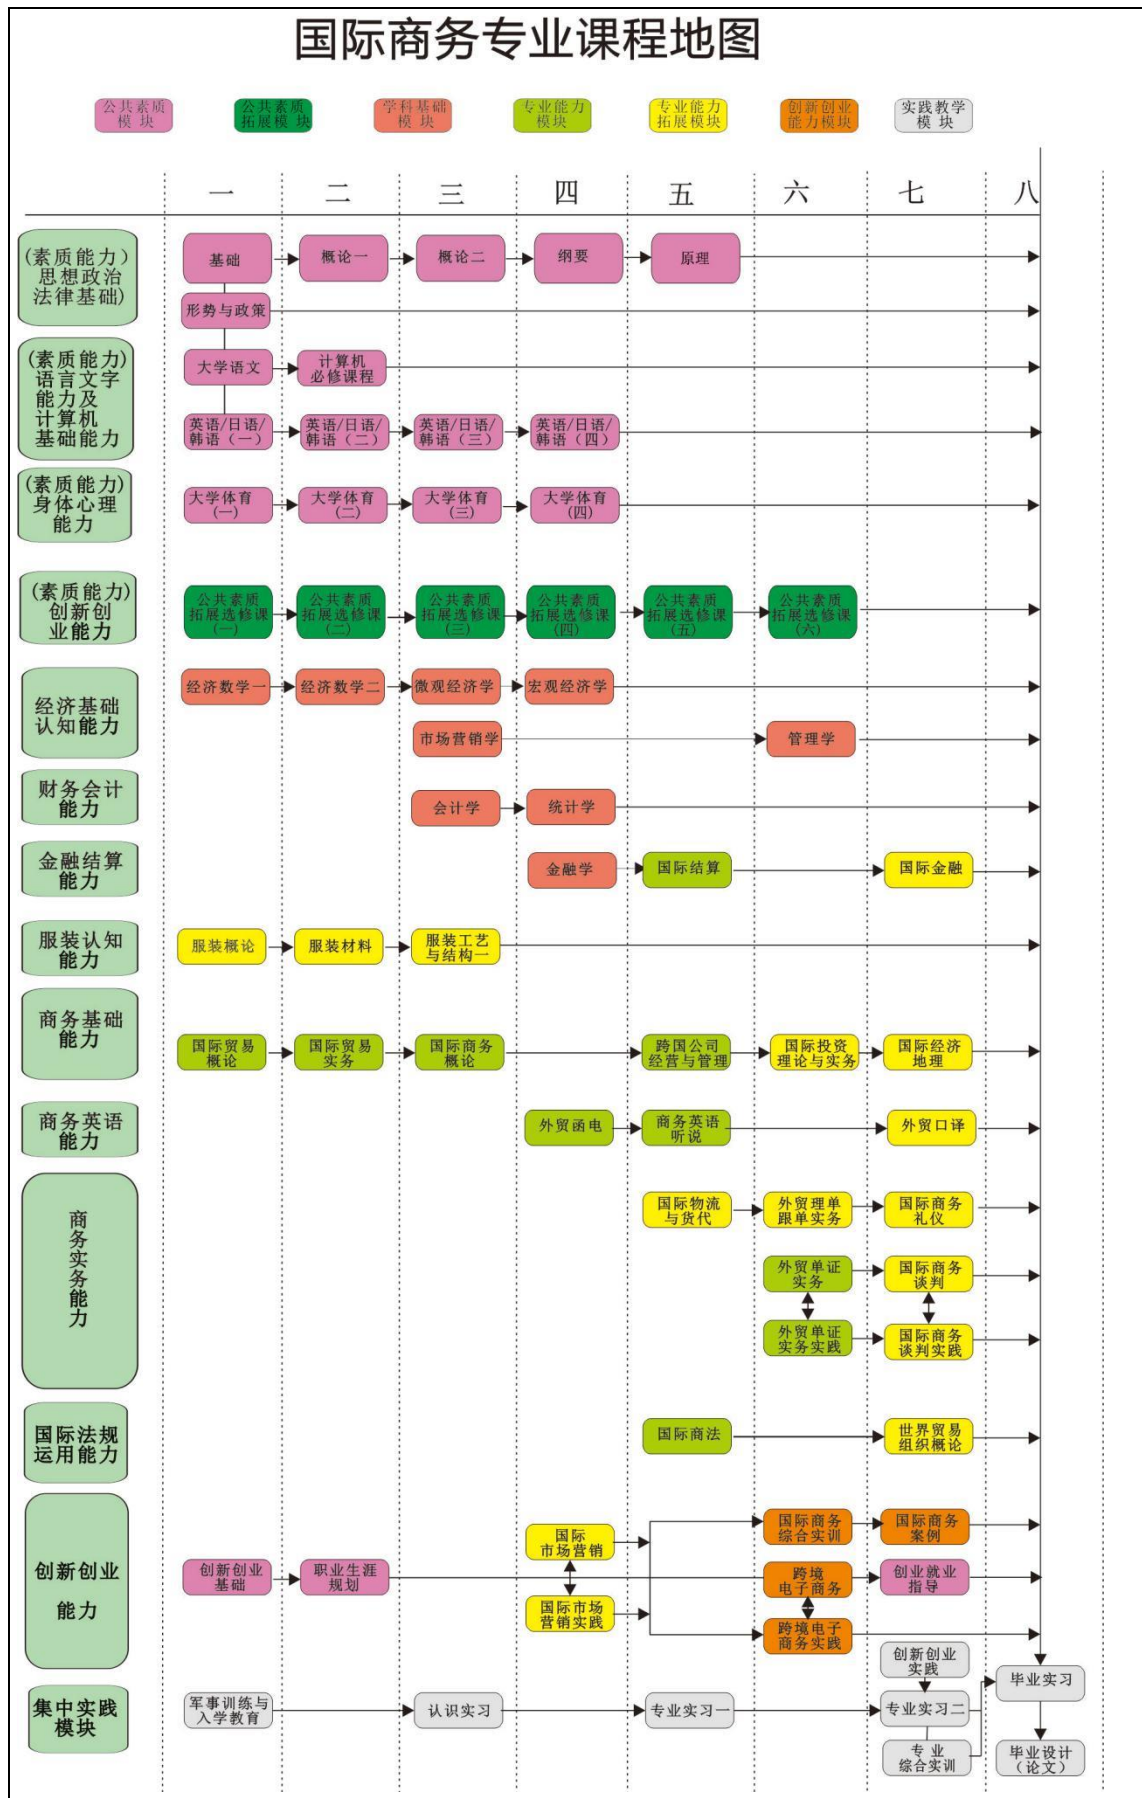 国际商务专业课程地图
公共素质
模块
公共素质
拓展模块
学科基础
模块
专业能力
模块
专业能力
拓展模块
创新创业
能力模块
实践教学
模块
一
二
三
四
五
六
七
八
(素质能力)
思想政治
法律基础)
基础
概论一
概论二
纲要
原理
形势与政策
(素质能力)
语言文字
能力及
计算机
基础能力
大学语文
计算机
必修课程
英语/日语/
韩语(一)
英语/日语/
韩语(二)
英语/日语/
韩语(三)
英语/日语/
韩语(四)
(素质能力)
身体心理
能力
大学体育
(一)
大学体育
(二)
大学体育
(三)
大学体育
(四)
(素质能力)
创新创
业能力
公共素质
拓展选修课
(一)
公共素质
拓展选修课
(二)
公共素质
拓展选修课
(三)
公共素质
拓展选修课
(四)
公共素质
拓展选修课
(五)
公共素质
拓展选修课
(六)
经济基础
认知能力
经济数学一
经济数学二
微观经济学
宏观经济学
市场营销学
管理学
财务会计
能力
会计学
统计学
金融结算
能力
金融学
国际结算
国际金融
服装认知
能力
服装概论
服装材料
服装工艺
与结构一
商务基础
能力
国际贸易
概论
国际贸易
实务
国际商务
概论
跨国公司
经营与管理
国际投资
理论与实务
国际经济
地理
商务英语
能力
外贸函电
商务英语
听说
外贸口译
商务实务能力
国际物流
与货代
外贸理单
跟单实务
国际商务
礼仪
外贸单证
实务
国际商务
谈判
外贸单证
实务实践
国际商务
谈判实践
国际法规
运用能力
国际商法
世界贸易
组织概论
创新创业
能力
国际
市场营销
国际商务
综合实训
国际商务
案例
创新创业
基础
职业生涯
规划
跨境
电子商务
创业就业
指导
国际市场
营销实践
跨境电子
商务实践
集中实践
模块
创新创业
实践
军事训练与
入学教育
认识实习
专业实习一
专业实习二
毕业实习
专业
综合实训
毕业设计
(论文)